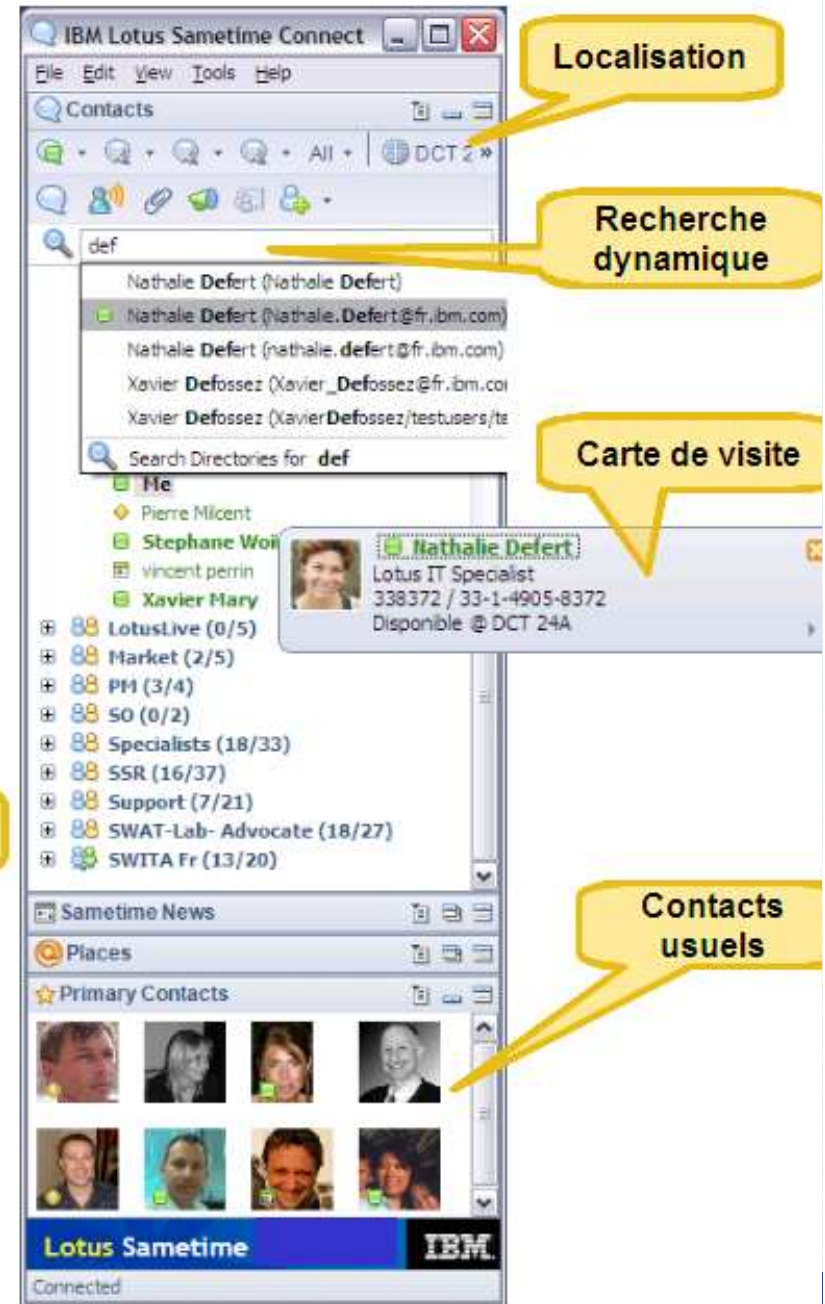 IBM Lotus Sametime Connect
Localisation
File Edit View Tools Help
Contacts
All
DCT 2
Recherche
dynamique
def
Nathalie Defert (Nathalie Defert)
Nathalie Defert (Nathalie.Defert@fr.ibm.com)
Nathalie Defert (nathalie.defert@fr.ibm.com)
Xavier Defossez (Xavier_Defossez@fr.ibm.co
Xavier Defossez (XavierDefossez/testusers/te
Search Directories for def
Carte de visite
Me
Pierre Milcent
Stephane
vincent perrin
Xavier Mary
Nathalie Defert
Lotus IT Specialist
338372 / 33-1-4905-8372
Disponible @ DCT 24A
LotusLive (0/5)
Market (2/5)
PM (3/4)
SO (0/2)
Specialists (18/33)
SSR (16/37)
Support (7/21)
SWAT-Lab- Advocate (18/27)
SWITA Fr (13/20)
Sametime News
Places
Primary Contacts
Contacts
usuels
Lotus Sametime
IBM.
Connected